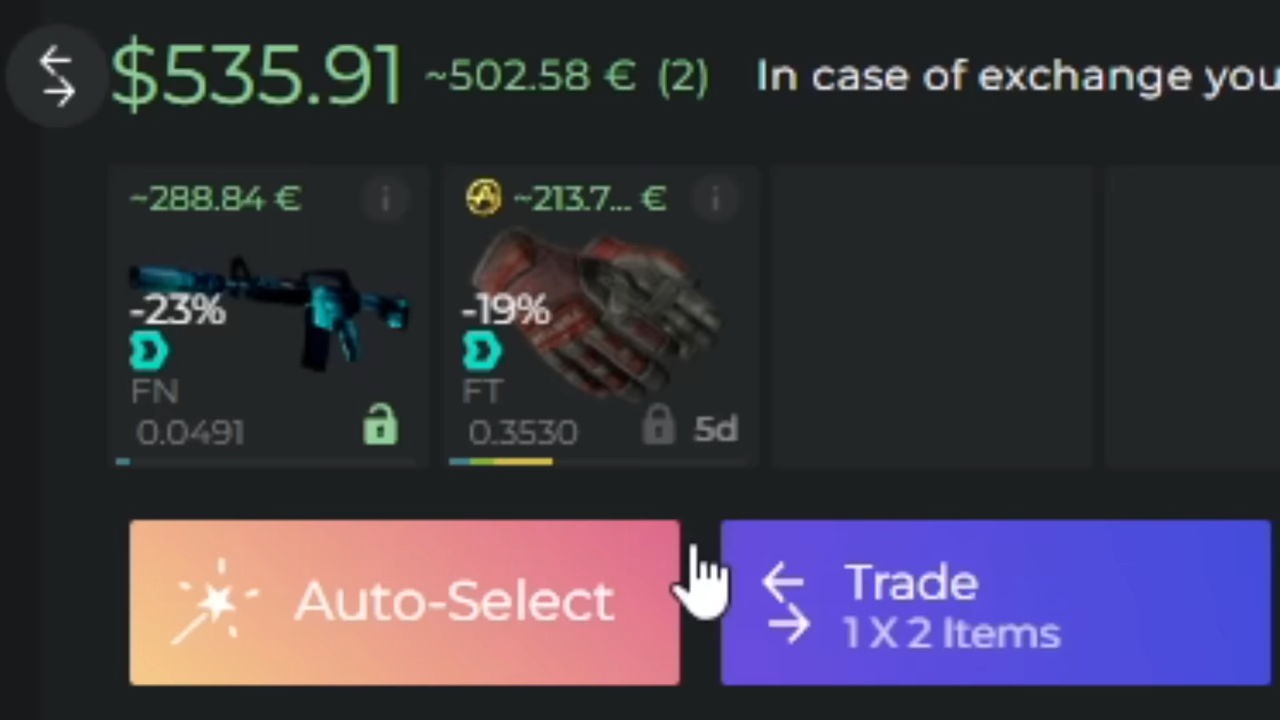 $535.91 ~502.58 € (2) In case of exchange you
~288.84 € i
~213.7... € i
-23%
-19%
FN
FT
0.0491
0.3530 5d
Auto-Select
Trade
1 X 2 Items